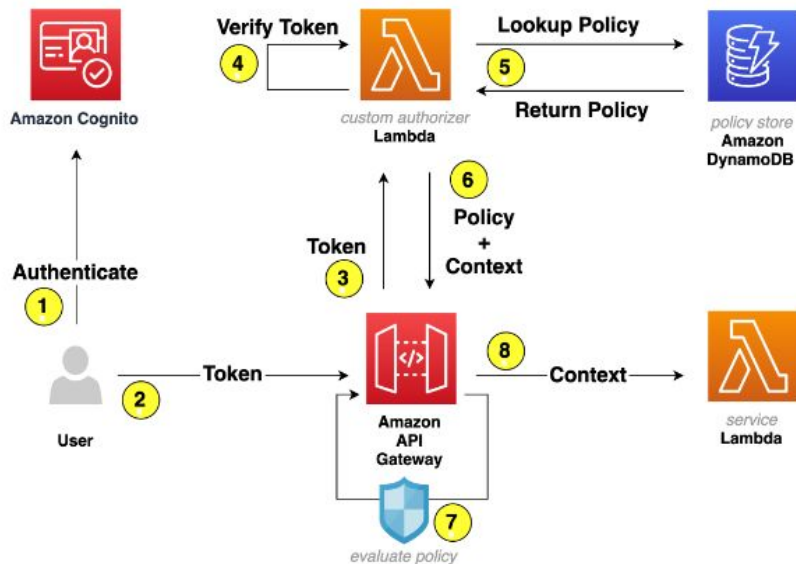 Verify Token
4
Lookup Policy
5
Return Policy
Amazon Cognito
custom authorizer
Lambda
policy store
Amazon
DynamoDB
6
Policy
+
Context
Token
3
Authenticate
1
8
Token
Context
2
User
Amazon
API
Gateway
service
Lambda
7
evaluate policy